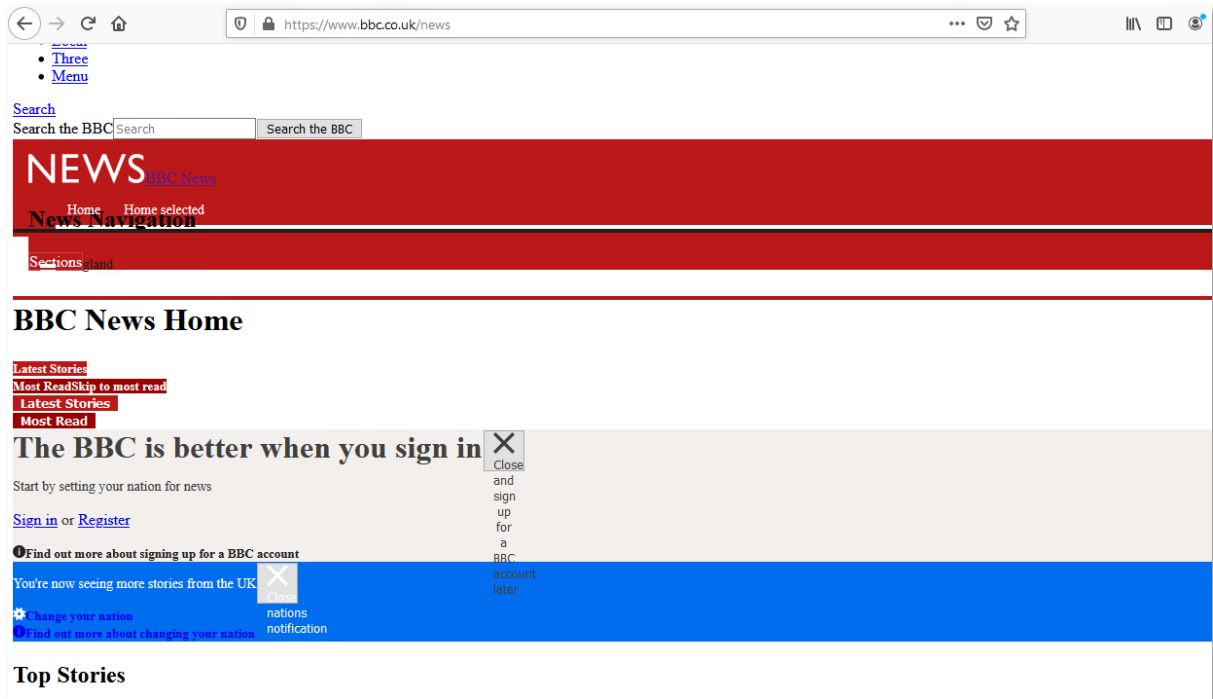 https://www.bbc.co.uk/news
Local
Three
Menu
Search
Search the BBC Search Search the BBC
NEWS BBC News
Home Home selected
News Navigation
Sections gland
BBC News Home
Latest Stories
Most ReadSkip to most read
Latest Stories
Most Read
The BBC is better when you sign in
Close
and
sign
up
for
a
BBC
account
later
Start by setting your nation for news
Sign in or Register
Find out more about signing up for a BBC account
You're now seeing more stories from the UK
Close
nations
notification
Change your nation
Find out more about changing your nation
Top Stories